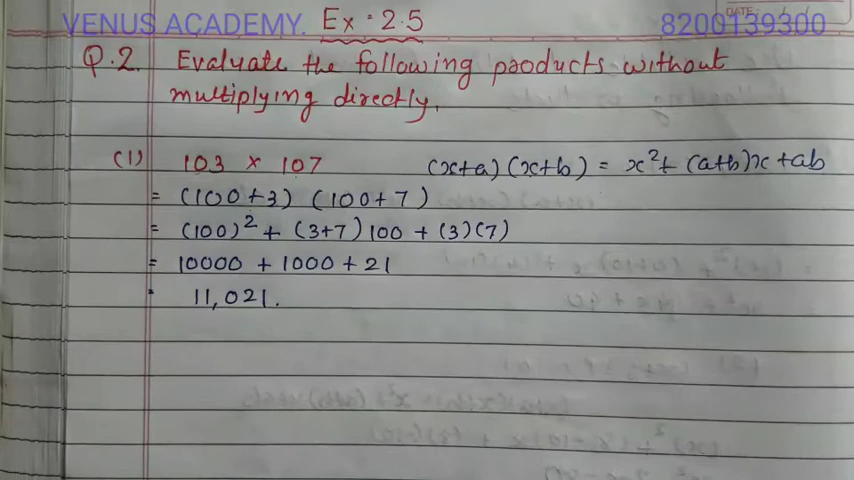 VENUS ACADEMY. Ex : 2.5 8200139300
DATE:
Q.2. Evaluate the following products without
multiplying directly.
(1) 103 × 107 (x+a) (x+b) = x² + (a+b)x + ab
= (100+3) (100+7)
= (100)² + (3+7)100 + (3)(7)
= 10000 + 1000 + 21
= 11,021.